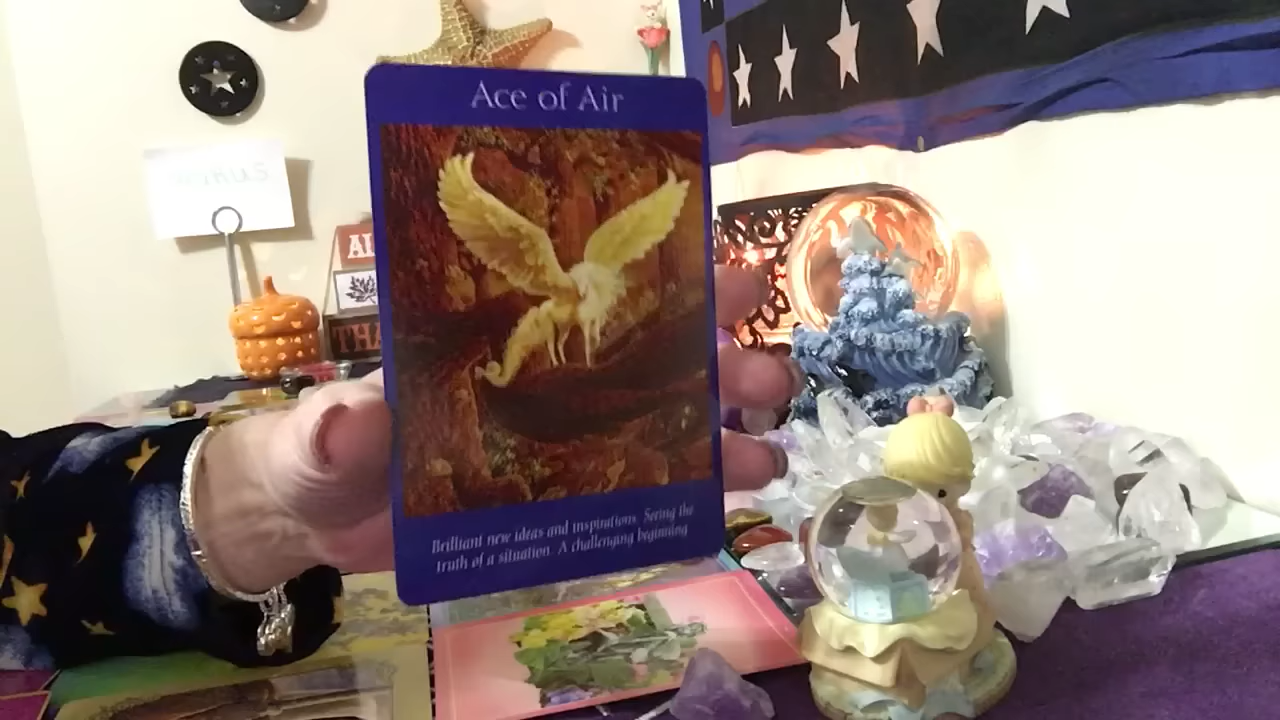 Ace of Air
Brilliant new ideas and inspirations. Seeing the
truth of a situation. A challenging beginning